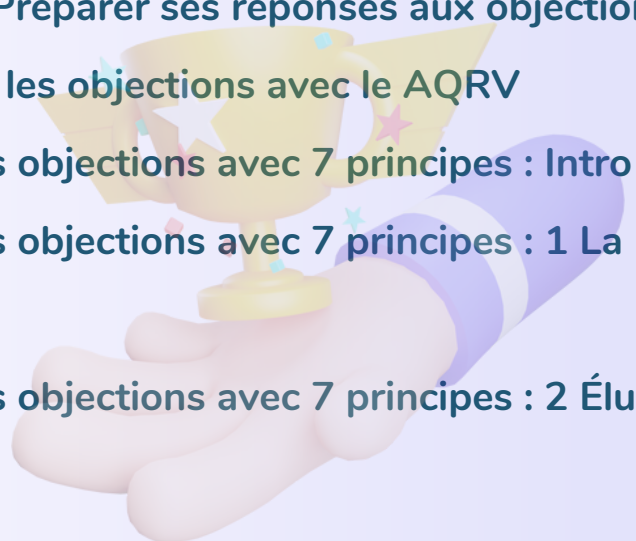 Préparer ses réponses aux objection
les objections avec le AQRV
s objections avec 7 principes : Intro
s objections avec 7 principes : 1 La
s objections avec 7 principes : 2 Élu